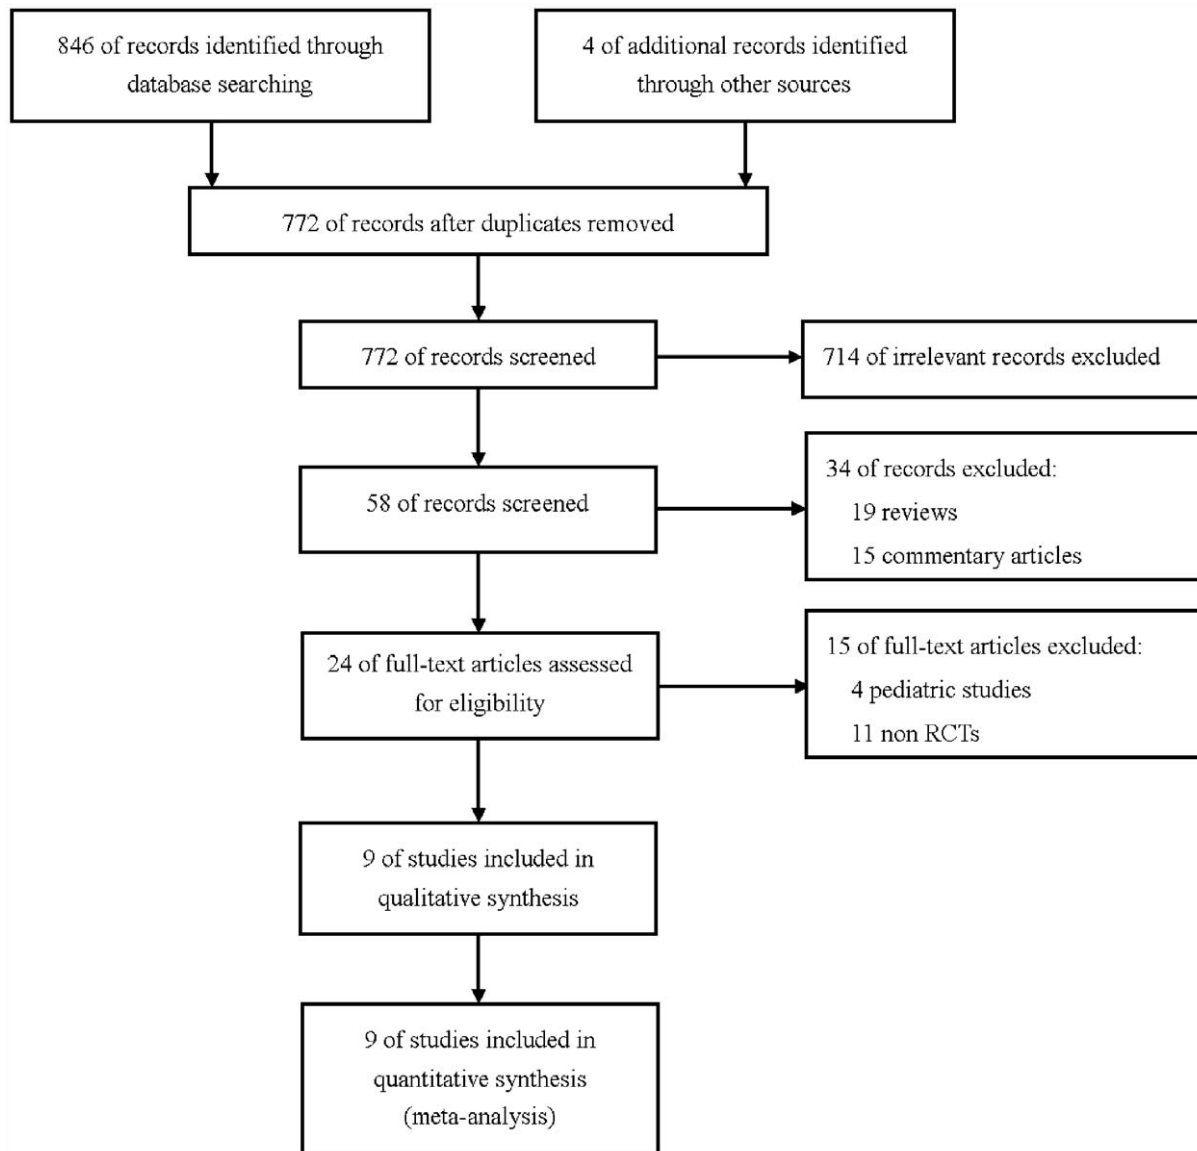 846 of records identified through
database searching
4 of additional records identified
through other sources
772 of records after duplicates removed
772 of records screened
714 of irrelevant records excluded
58 of records screened
34 of records excluded:
19 reviews
15 commentary articles
24 of full-text articles assessed
for eligibility
15 of full-text articles excluded:
4 pediatric studies
11 non RCTs
9 of studies included in
qualitative synthesis
9 of studies included in
quantitative synthesis
(meta-analysis)